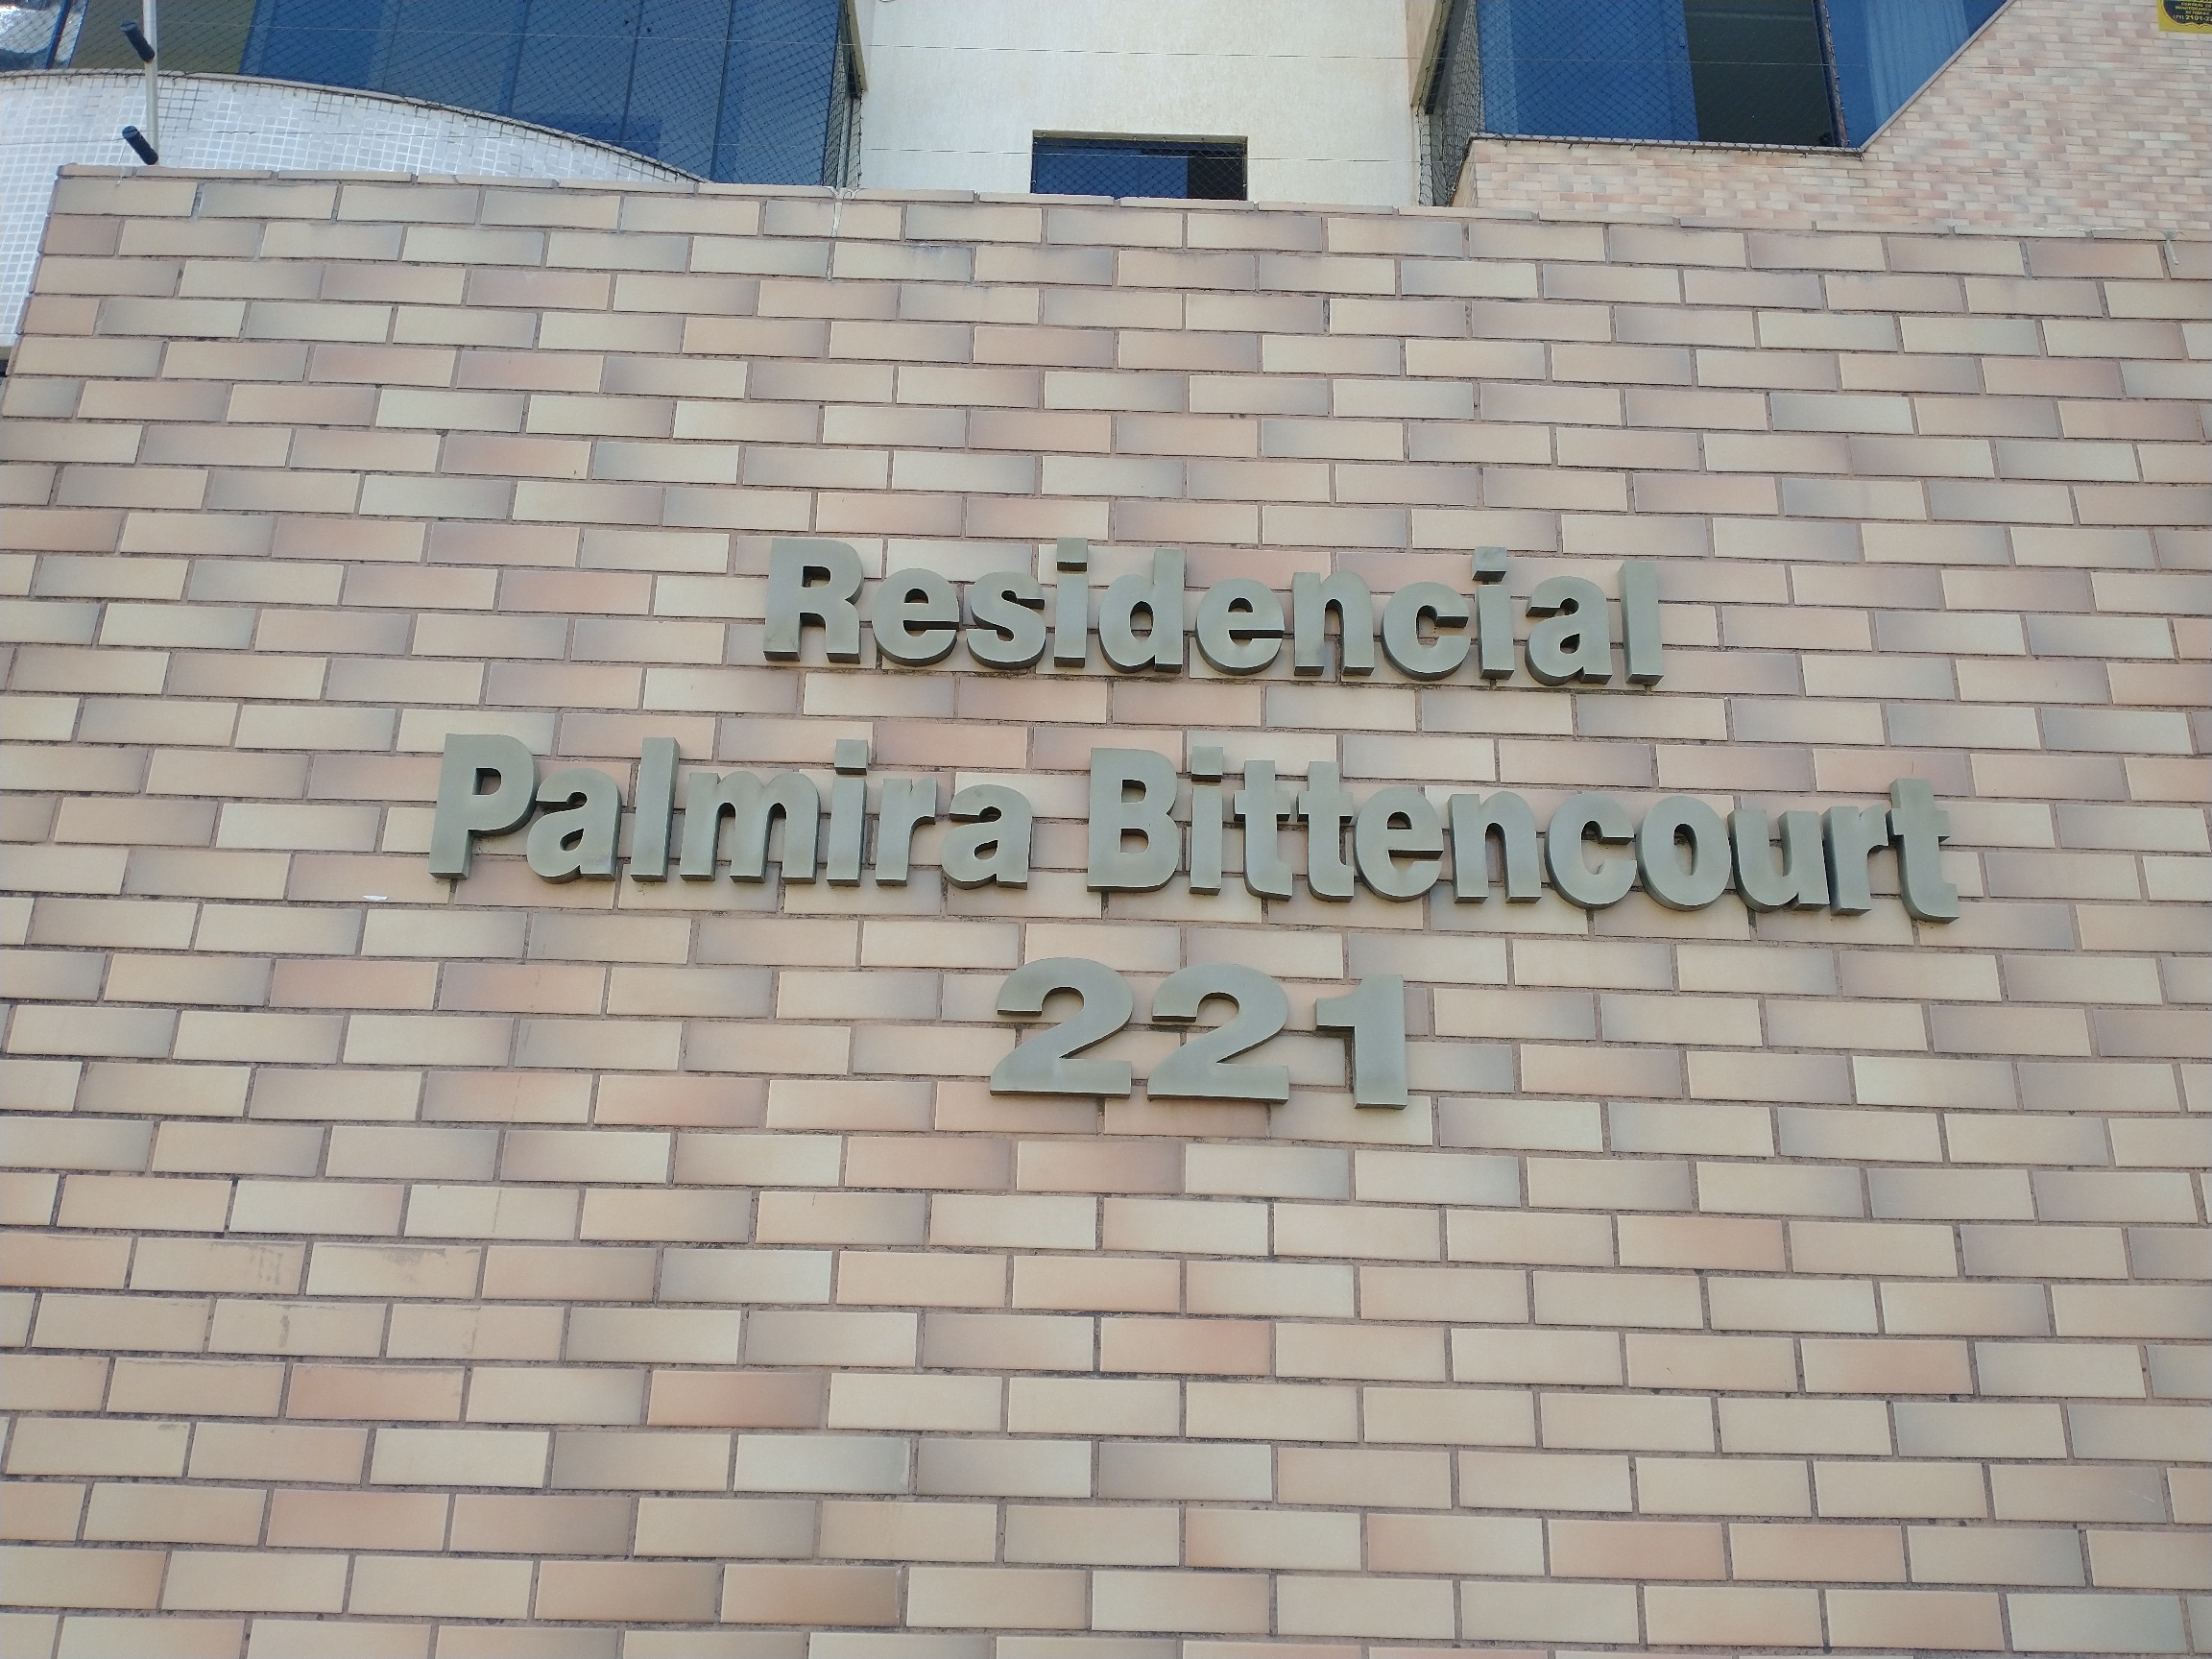 Residencial
Palmira Bittencourt
221